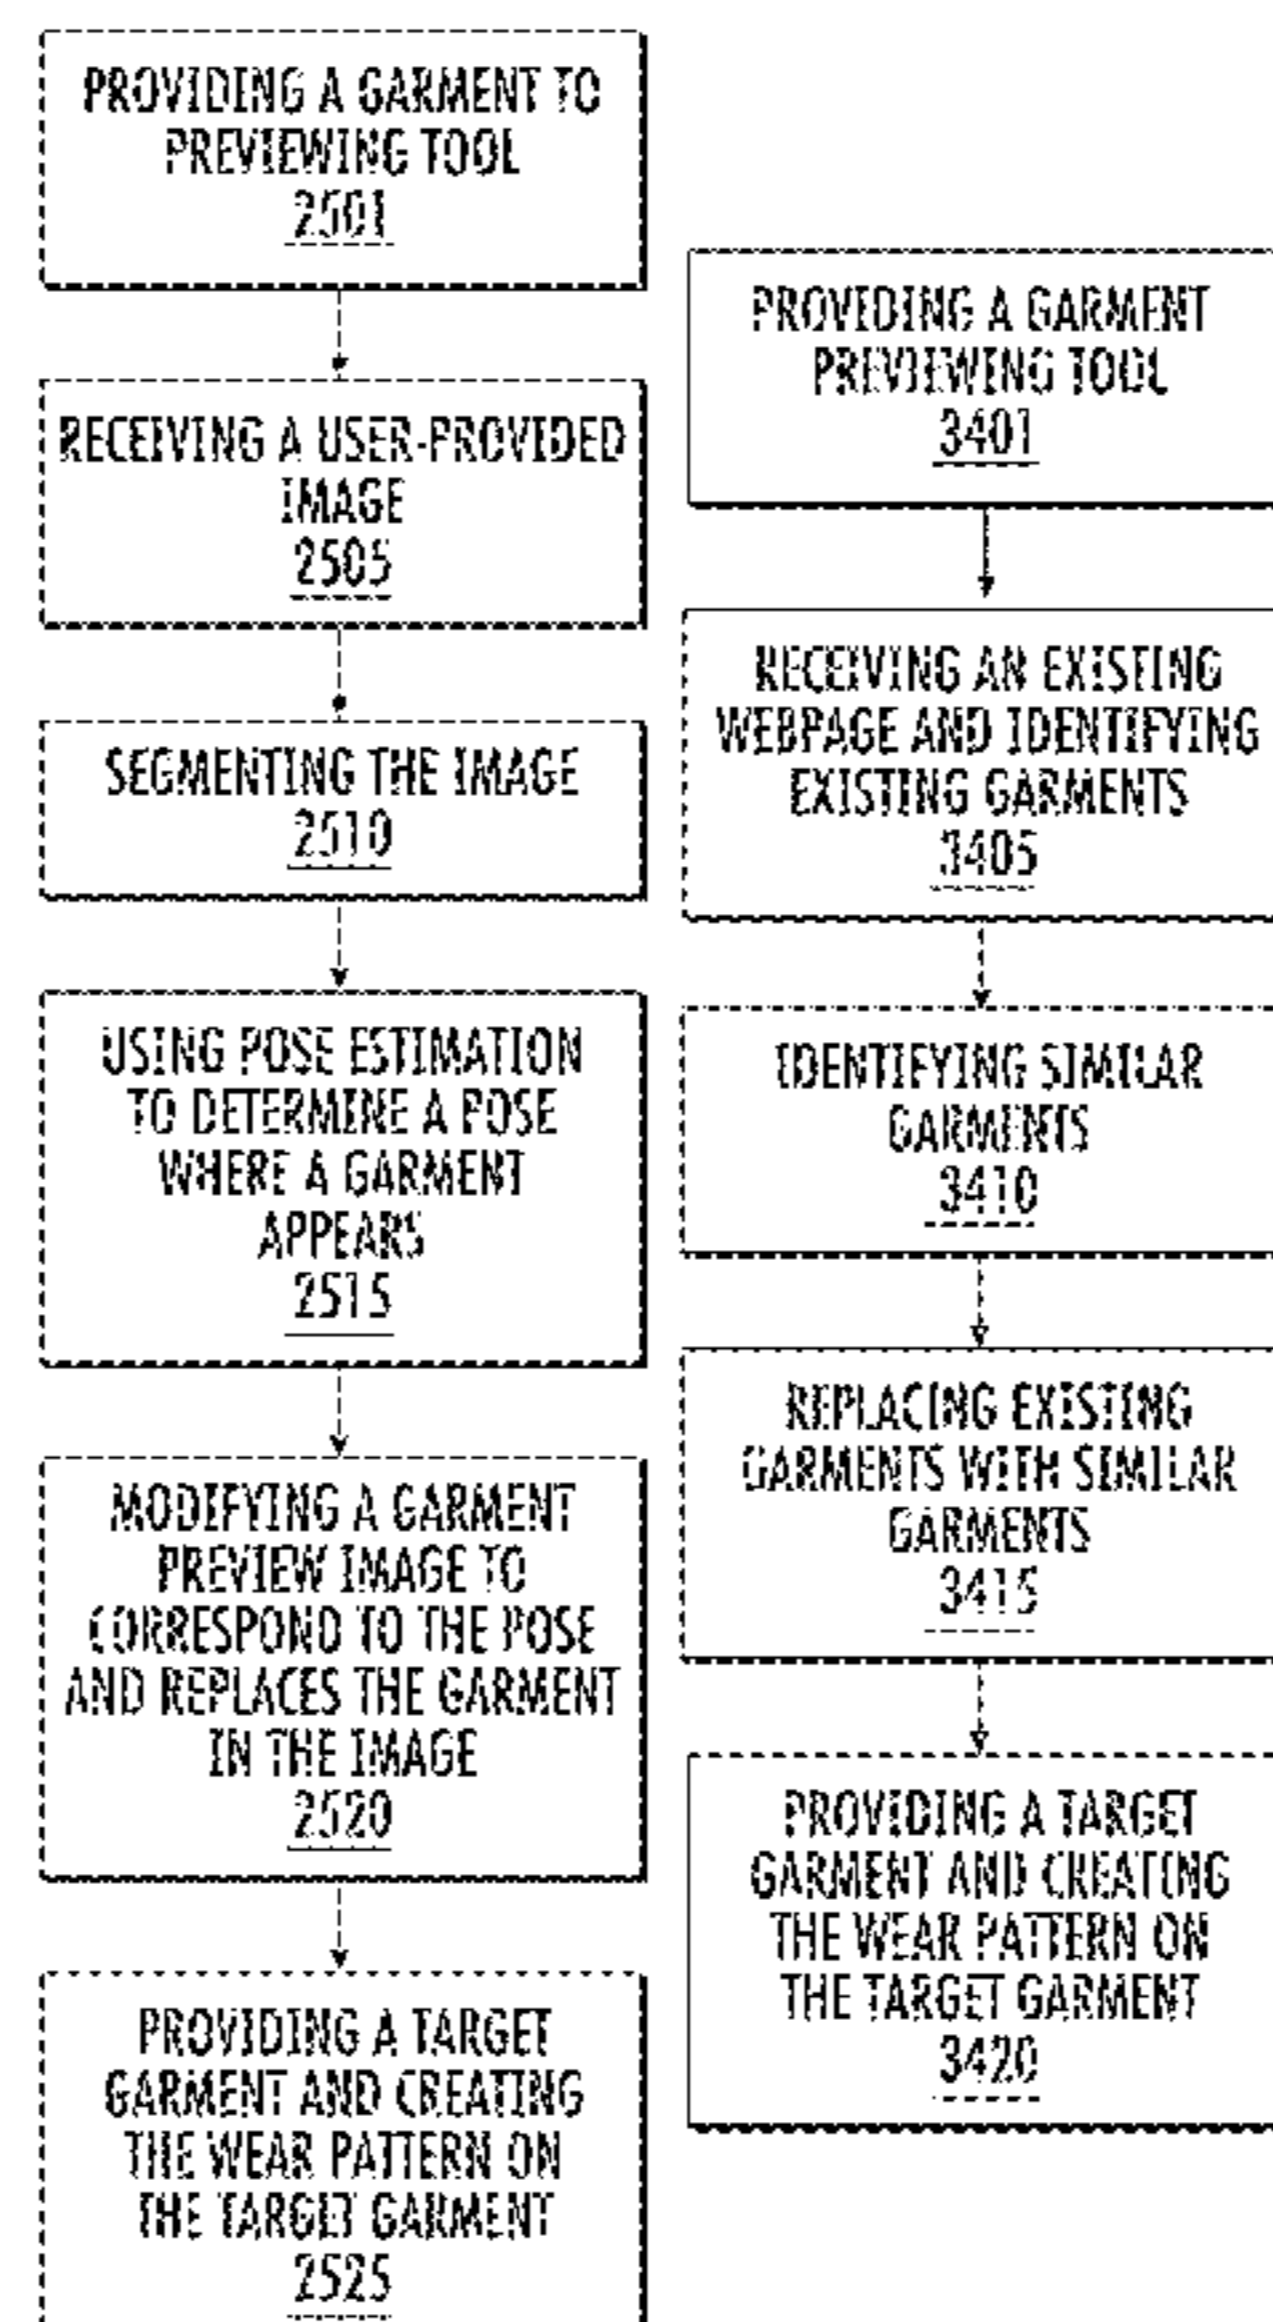 PROVIDING A GARMENT TO
PREVIEWING TOOL
2501
RECEIVING A USER-PROVIDED
IMAGE
2505
SEGMENTING THE IMAGE
2510
USING POSE ESTIMATION
TO DETERMINE A POSE
WHERE A GARMENT
APPEARS
2515
MODIFYING A GARMENT
PREVIEW IMAGE TO
CORRESPOND TO THE POSE
AND REPLACES THE GARMENT
IN THE IMAGE
2520
PROVIDING A TARGET
GARMENT AND CREATING
THE WEAR PATTERN ON
THE TARGET GARMENT
2525
PROVIDING A GARMENT
PREVIEWING TOOL
3401
RECEIVING AN EXISTING
WEBPAGE AND IDENTIFYING
EXISTING GARMENTS
3405
IDENTIFYING SIMILAR
GARMENTS
3410
REPLACING EXISTING
GARMENTS WITH SIMILAR
GARMENTS
3415
PROVIDING A TARGET
GARMENT AND CREATING
THE WEAR PATTERN ON
THE TARGET GARMENT
3420